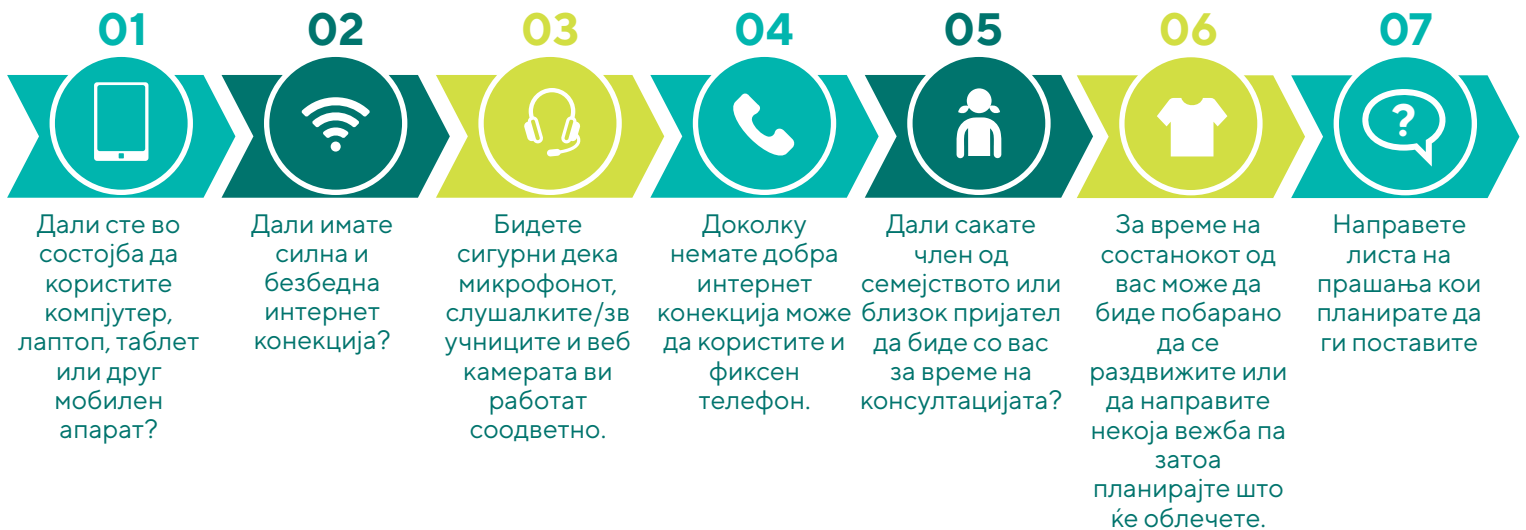 01
Дали сте во
состојба да
користите
компјутер,
лаптоп, таблет
или друг
мобилен
апарат?
02
Дали имате
силна и
безбедна
интернет
конекција?
03
Бидете
сигурни дека
микрофонот,
слушалките/зв
учниците и веб
камерата ви
работат
соодветно.
04
Доколку
немате добра
интернет
конекција може
да користите и
фиксен
телефон.
05
Дали сакате
член од
семејството или
близок пријател
да биде со вас
за време на
консултацијата?
06
За време на
состанокот од
вас може да
биде побарано
да се
раздвижите или
да направите
некоја вежба па
затоа
планирајте што
ќе облечете.
07
?
Направете
листа на
прашања кои
планирате да
ги поставите